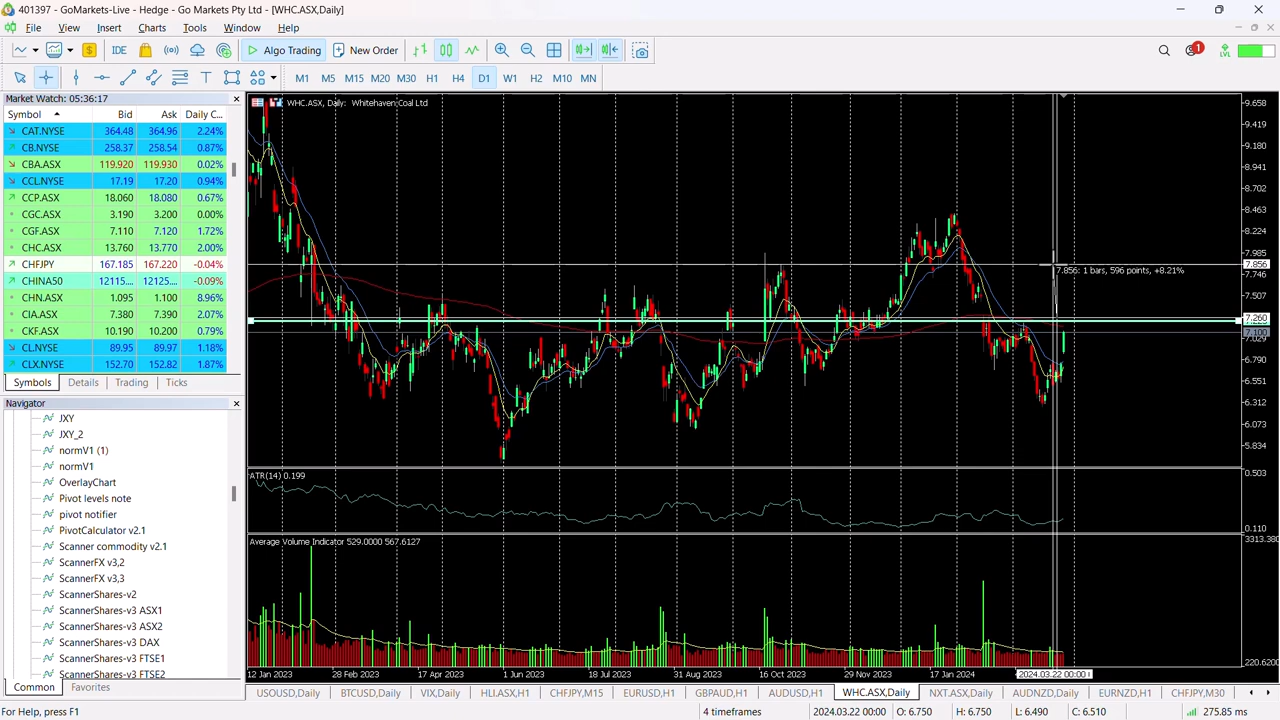 401397 - GoMarkets-Live - Hedge - Go Markets Pty Ltd - [WHC.ASX,Daily]
File View Insert Charts Tools Window Help
IDE Algo Trading New Order 1 LVL
T M1 M5 M15 M20 M30 H1 H4 D1 W1 H2 M10 MN
Market Watch: 05:36:17
Symbol Bid Ask Daily C...
CAT.NYSE 364.48 364.96 2.24%
CB.NYSE 258.37 258.54 0.87%
CBA.ASX 119.920 119.930 0.02%
CCL.NYSE 17.19 17.20 0.94%
CCP.ASX 18.060 18.080 0.67%
CGC.ASX 3.190 3.200 0.00%
CGF.ASX 7.110 7.120 1.72%
CHC.ASX 13.760 13.770 2.00%
CHFJPY 167.185 167.220 -0.04%
CHINA50 12115.... 12125.... -0.09%
CHN.ASX 1.095 1.100 8.96%
CIA.ASX 7.380 7.390 2.07%
CKF.ASX 10.190 10.200 0.79%
CL.NYSE 89.95 89.97 1.18%
CLX.NYSE 152.70 152.82 1.87%
Symbols Details Trading Ticks
Navigator
JXY
JXY_2
normV1 (1)
normV1
OverlayChart
Pivot levels note
pivot notifier
PivotCalculator v2.1
Scanner commodity v2.1
ScannerFX v3,2
ScannerFX v3,3
ScannerShares-v2
ScannerShares-v3 ASX1
ScannerShares-v3 ASX2
ScannerShares-v3 DAX
ScannerShares-v3 FTSE1
ScannerShares-v3 FTSE2
Common Favorites
WHC.ASX, Daily: Whitehaven Coal Ltd
7.856: 1 bars, 596 points, +8.21%
9.658
9.419
9.180
8.941
8.702
8.463
8.224
7.985
7.856
7.746
7.507
7.260
7.100
7.029
6.790
6.551
6.312
6.073
5.834
ATR(14) 0.199
0.503
0.110
Average Volume Indicator 529.0000 567.6127
3313.380
220.620
12 Jan 2023 28 Feb 2023 17 Apr 2023 1 Jun 2023 18 Jul 2023 31 Aug 2023 16 Oct 2023 29 Nov 2023 17 Jan 2024 2024.03.22 00:00
USOUSD,Daily BTCUSD,Daily VIX,Daily HLI.ASX,H1 CHFJPY,M15 EURUSD,H1 GBPAUD,H1 AUDUSD,H1 WHC.ASX,Daily NXT.ASX,Daily AUDNZD,Daily EURNZD,H1 CHFJPY,M30
For Help, press F1 4 timeframes 2024.03.22 00:00 O: 6.750 H: 6.750 L: 6.490 C: 6.510 275.85 ms